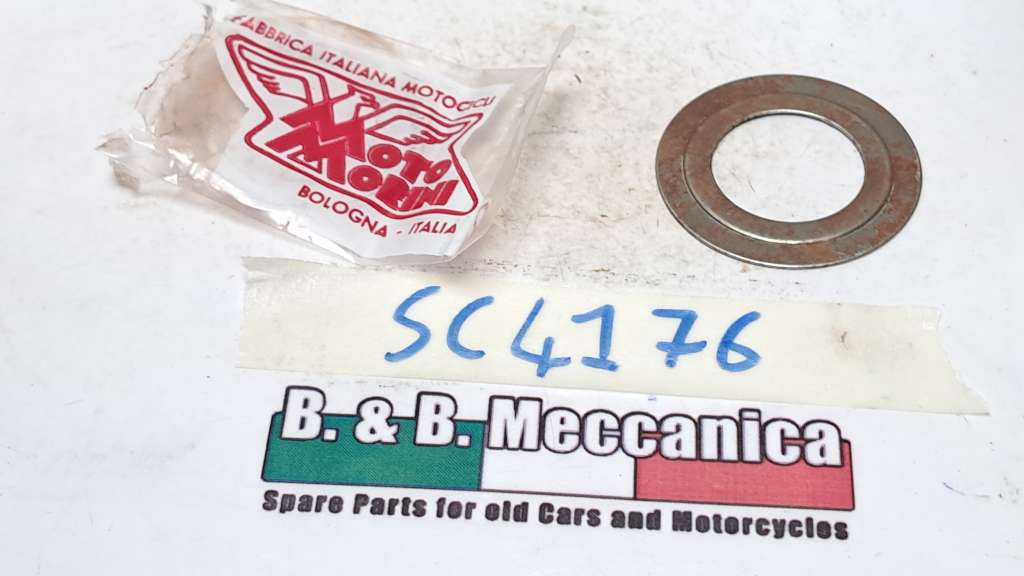 FABBRICA ITALIANA MOTOCICLI
MOTO
MORINI
BOLOGNA - ITALIA
SC4176
B. & B. Meccanica
Spare Parts for old Cars and Motorcycles